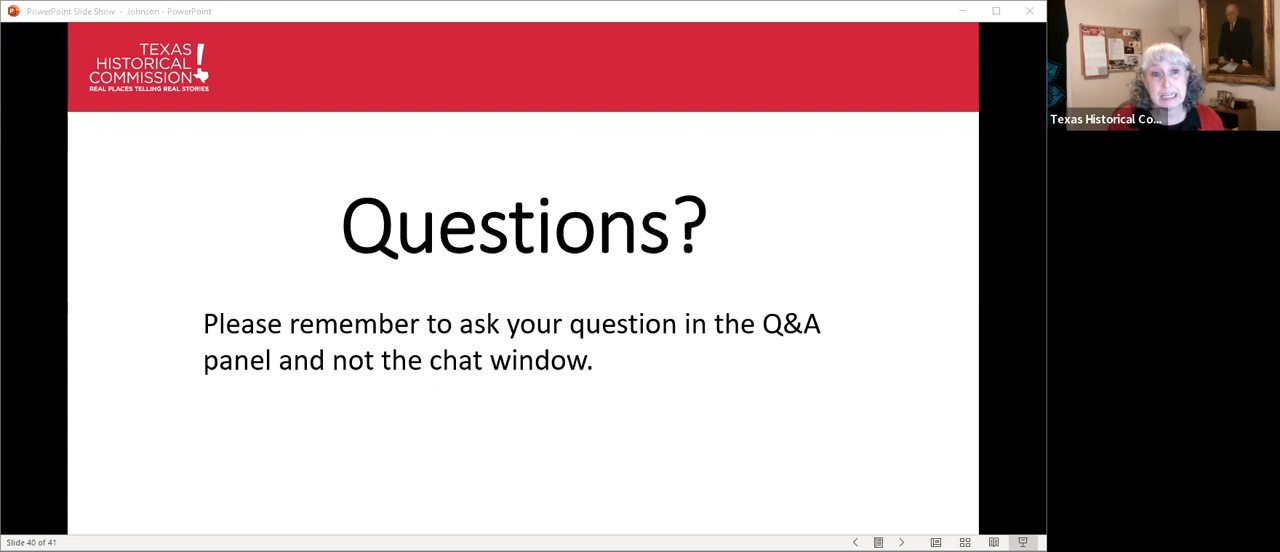 PowerPoint Slide Show - Johnson - PowerPoint
TEXAS
HISTORICAL
COMMISSION
REAL PLACES TELLING REAL STORIES
Questions?
Please remember to ask your question in the Q&A
panel and not the chat window.
Texas Historical Co...
Slide 40 of 41